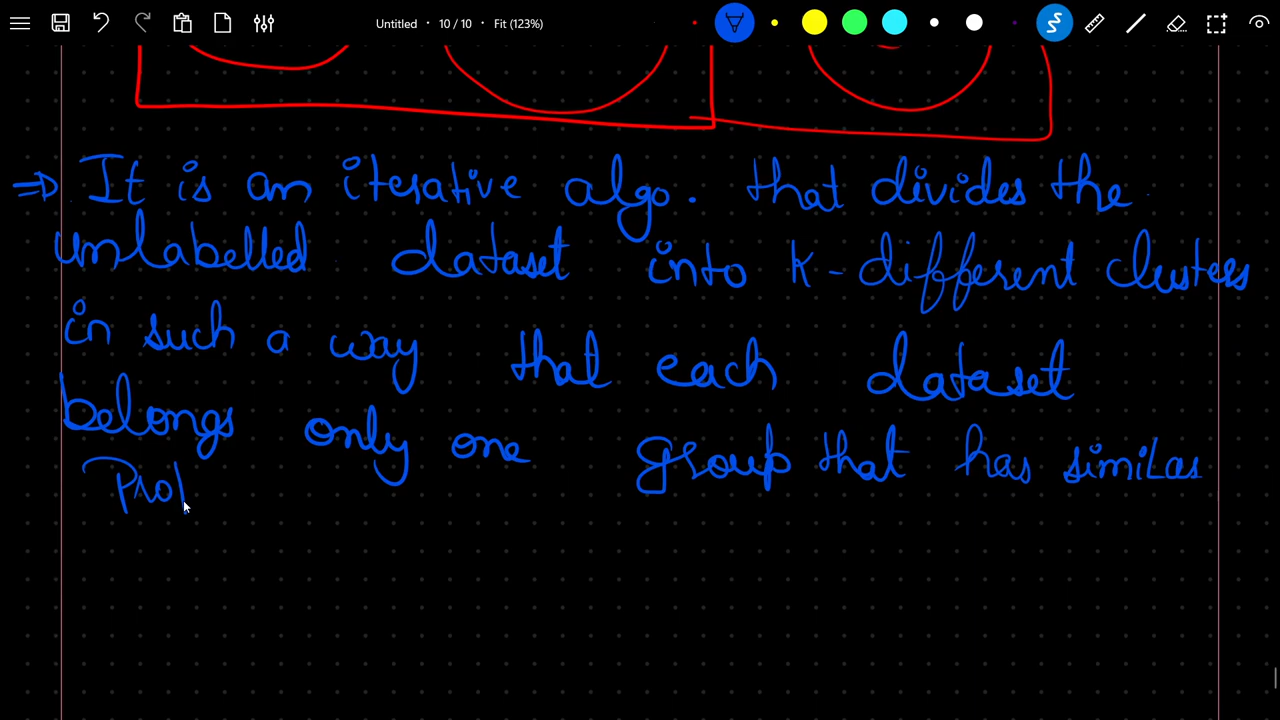 Untitled • 10 / 10 • Fit (123%)
⇒ It is an iterative algo. that divides the
unlabelled dataset into K-different clusters
in such a way that each dataset
belongs only one group that has similar